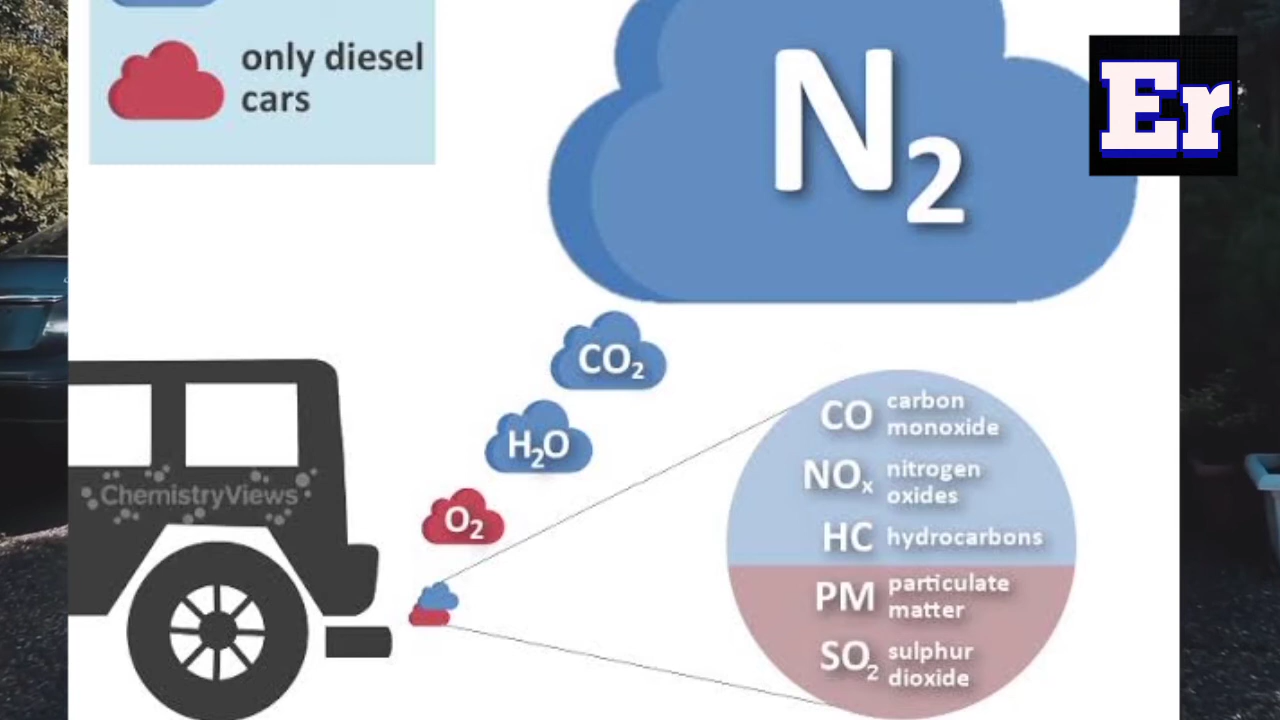 only diesel
cars
N₂
Er
CO₂
H₂O
O₂
ChemistryViews
CO carbon
monoxide
NOₓ nitrogen
oxides
HC hydrocarbons
PM particulate
matter
SO₂ sulphur
dioxide